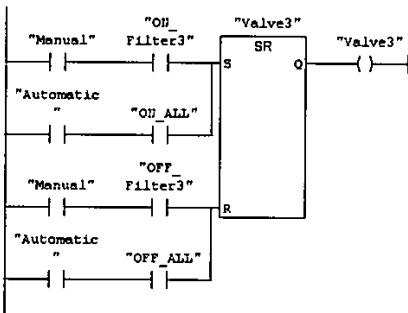 "ON_
"Manual" Filter3"
"Valve3"
SR
"Valve3"
S
Q
"Automatic
" "ON_ALL"
"OFF_
"Manual" Filter3"
R
"Automatic
" "OFF_ALL"